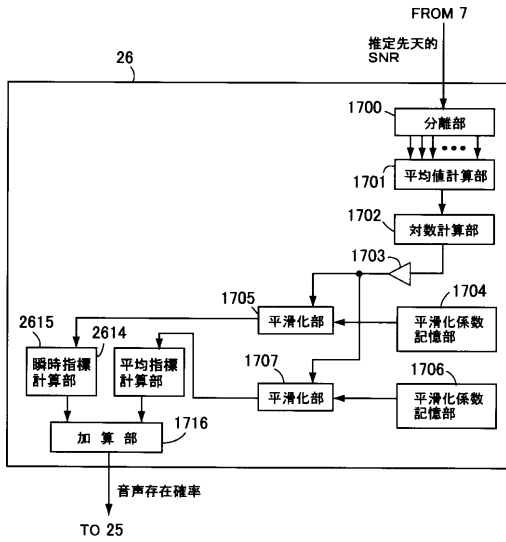 FROM 7
推定先天的
SNR
26
1700
分離部
1701
平均値計算部
1702
対数計算部
1703
1705
平滑化部
1704
平滑化係数
記憶部
2615
2614
瞬時指標
計算部
平均指標
計算部
1707
平滑化部
1706
平滑化係数
記憶部
加算部
1716
音声存在確率
TO 25